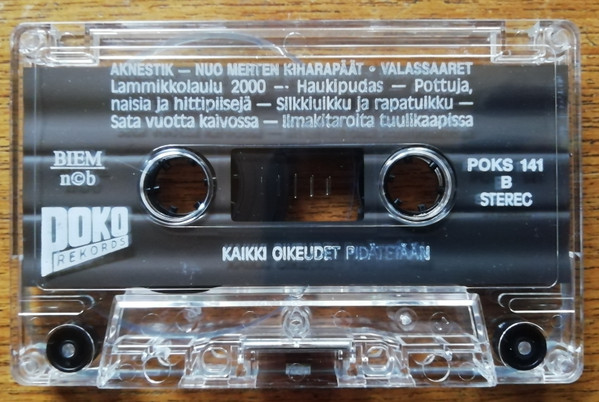 AKNESTIK — NUO MERTEN KIHARAPÄÄT • VALASSAARET
Lammikkolaulu 2000 — Haukipudas — Pottuja,
naisia ja hittipiisejä — Silkkiuikku ja rapatulkku —
Sata vuotta kaivossa — Ilmakitaroita tuulikaapissa
BIEM
n©b
POKS 141
B
STEREO
POKO
REKORDS
KAIKKI OIKEUDET PIDÄTETÄÄN